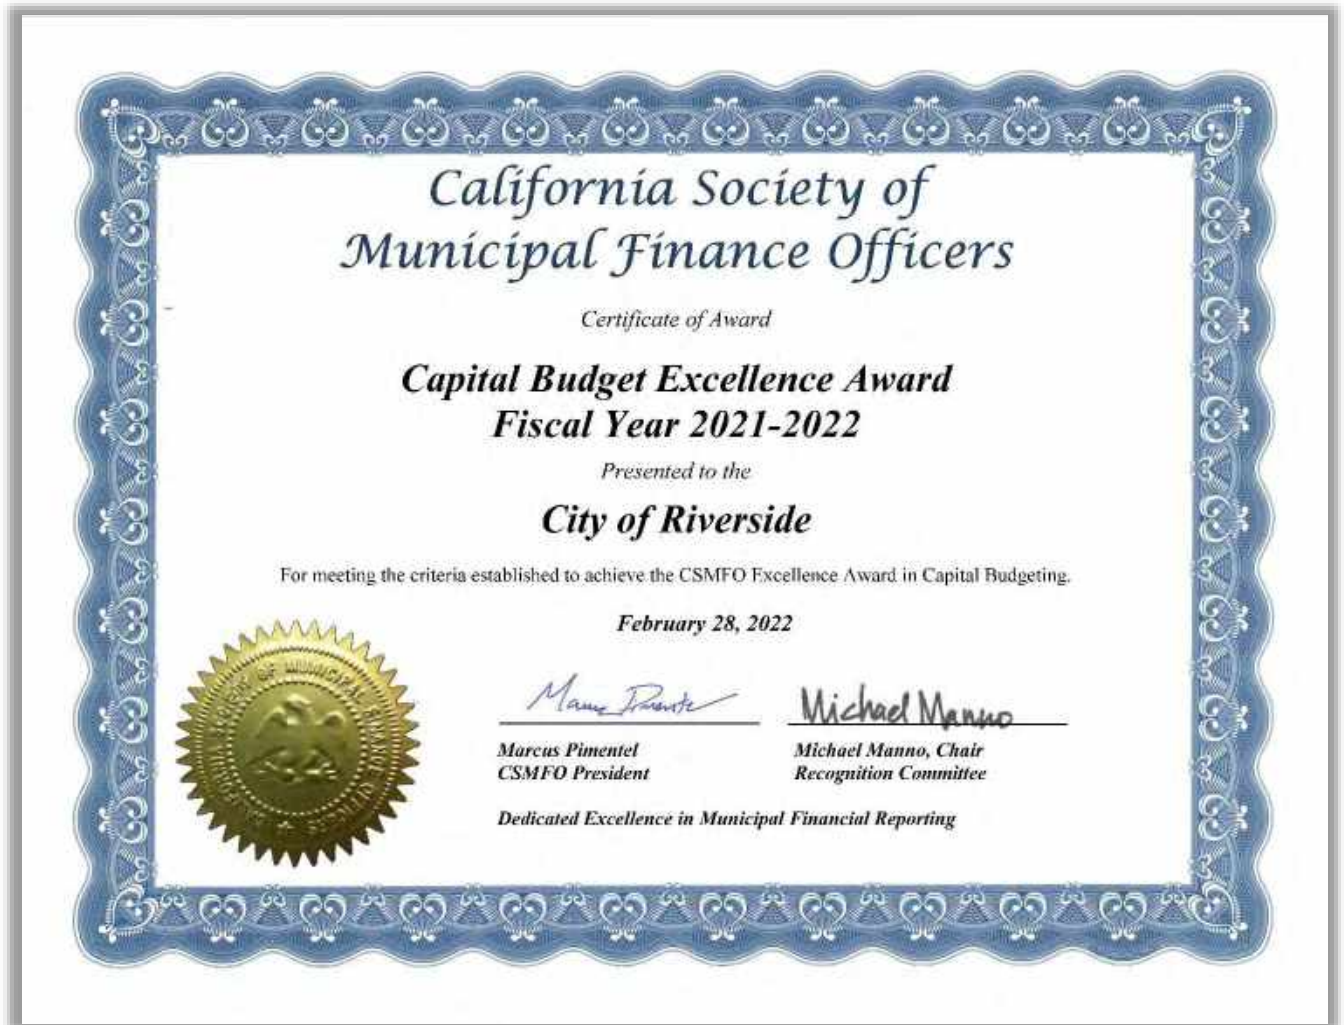 California Society of
Municipal Finance Officers
Certificate of Award
Capital Budget Excellence Award
Fiscal Year 2021-2022
Presented to the
City of Riverside
For meeting the criteria established to achieve the CSMFO Excellence Award in Capital Budgeting.
February 28, 2022
Michael Manno
Marcus Pimentel
CSMFO President
Michael Manno, Chair
Recognition Committee
Dedicated Excellence in Municipal Financial Reporting